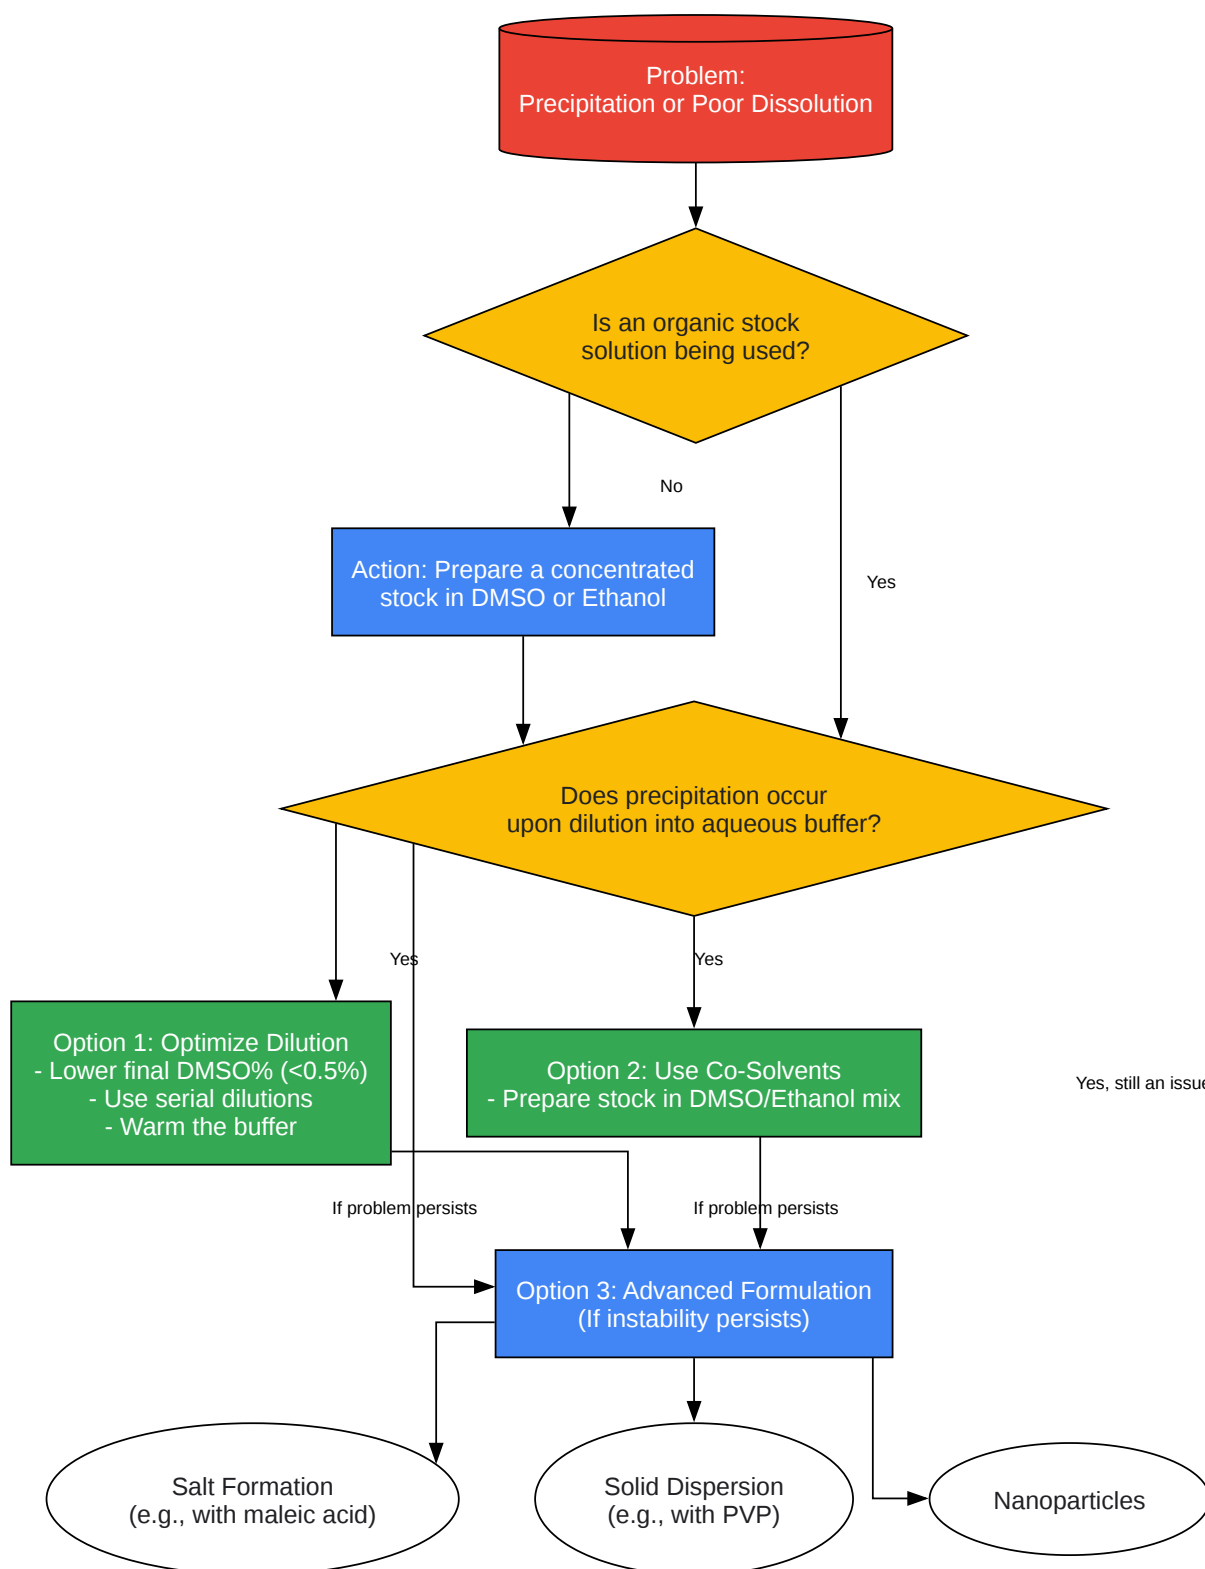 Problem:
Precipitation or Poor Dissolution
Is an organic stock
solution being used?
No
Action: Prepare a concentrated
stock in DMSO or Ethanol
Yes
Does precipitation occur
upon dilution into aqueous buffer?
Yes
Yes
Option 1: Optimize Dilution
- Lower final DMSO% (<0.5%)
- Use serial dilutions
- Warm the buffer
Option 2: Use Co-Solvents
- Prepare stock in DMSO/Ethanol mix
Yes, still an issue
If problem persists
If problem persists
Option 3: Advanced Formulation
(If instability persists)
Salt Formation
(e.g., with maleic acid)
Solid Dispersion
(e.g., with PVP)
Nanoparticles